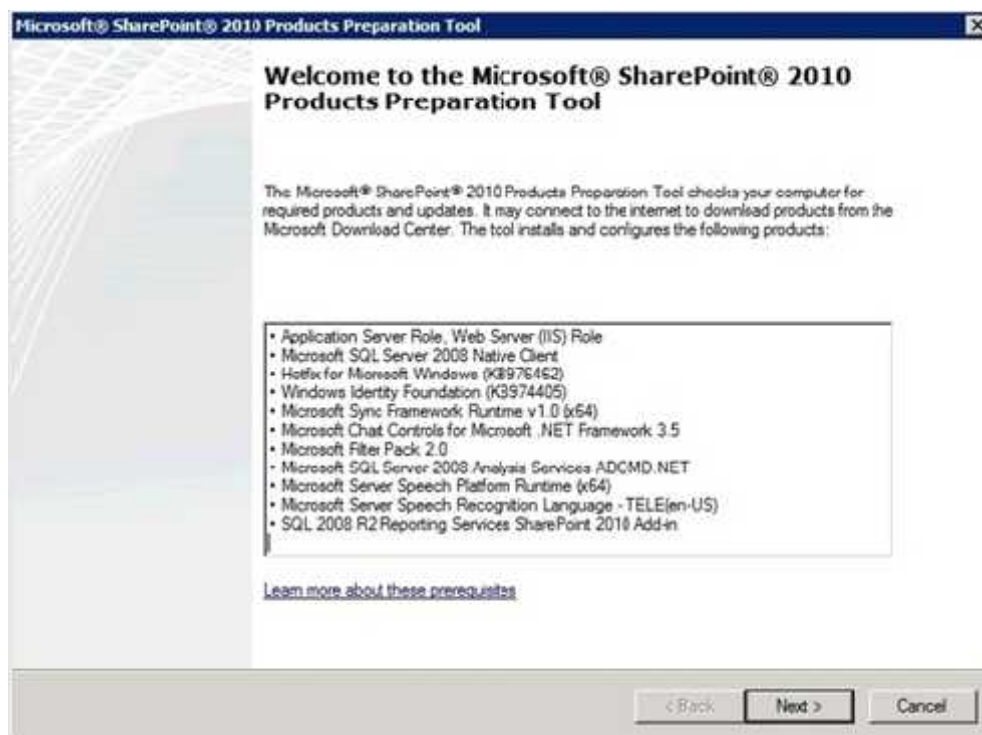 Microsoft® SharePoint® 2010 Products Preparation Tool
Welcome to the Microsoft® SharePoint® 2010
Products Preparation Tool
The Microsoft® SharePoint® 2010 Products Preparation Tool checks your computer for
required products and updates. It may connect to the internet to download products from the
Microsoft Download Center. The tool installs and configures the following products:
• Application Server Role, Web Server (IIS) Role
• Microsoft SQL Server 2008 Native Client
• Hotfix for Microsoft Windows (KB976462)
• Windows Identity Foundation (KB974405)
• Microsoft Sync Framework Runtime v1.0 (x64)
• Microsoft Chart Controls for Microsoft .NET Framework 3.5
• Microsoft Filter Pack 2.0
• Microsoft SQL Server 2008 Analysis Services ADOMD.NET
• Microsoft Server Speech Platform Runtime (x64)
• Microsoft Server Speech Recognition Language - TELE(en-US)
• SQL 2008 R2 Reporting Services SharePoint 2010 Add-in
Learn more about these prerequisites
< Back
Next >
Cancel